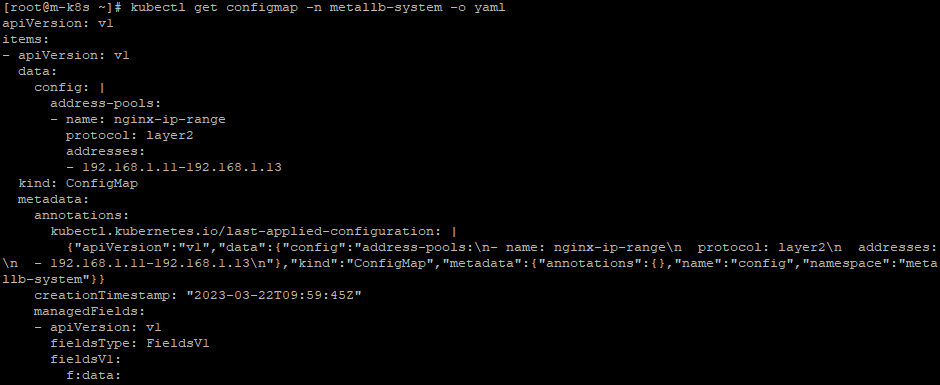 [root@m-k8s ~]# kubectl get configmap -n metallb-system -o yaml
apiVersion: v1
items:
- apiVersion: v1
  data:
    config: |
      address-pools:
      - name: nginx-ip-range
        protocol: layer2
        addresses:
        - 192.168.1.11-192.168.1.13
  kind: ConfigMap
  metadata:
    annotations:
      kubectl.kubernetes.io/last-applied-configuration: |
        {"apiVersion":"v1","data":{"config":"address-pools:\n- name: nginx-ip-range\n  protocol: layer2\n  addresses:
\n  - 192.168.1.11-192.168.1.13\n"},"kind":"ConfigMap","metadata":{"annotations":{},"name":"config","namespace":"meta
llb-system"}}
    creationTimestamp: "2023-03-22T09:59:45Z"
    managedFields:
    - apiVersion: v1
      fieldsType: FieldsV1
      fieldsV1:
        f:data: